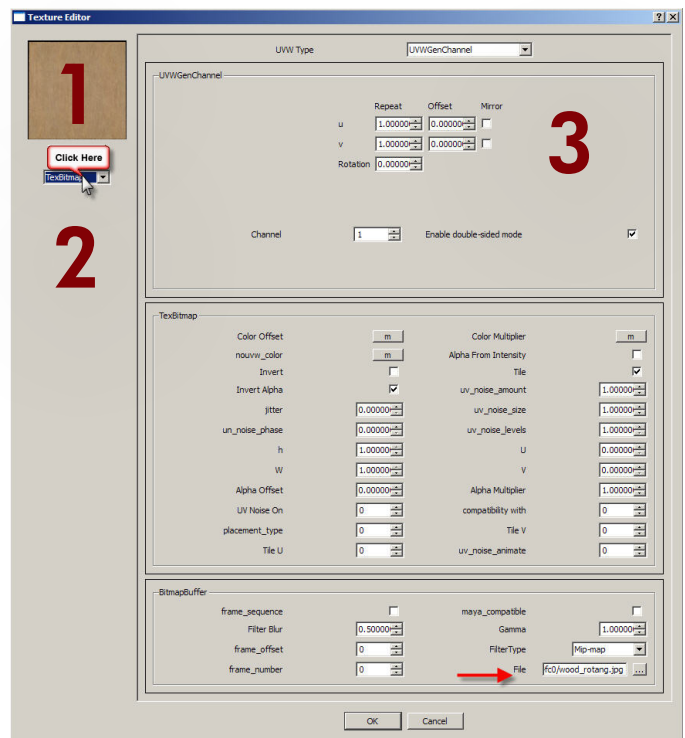 Texture Editor
1
Click Here
TexBitmap
2
UVW Type UVWGenChannel
UVWGenChannel
Repeat Offset Mirror
u 1.00000 0.00000
v 1.00000 0.00000
Rotation 0.00000
3
Channel 1 Enable double-sided mode
TexBitmap
Color Offset m Color Multiplier m
nouvw_color m Alpha From Intensity
Invert Tile
Invert Alpha uv_noise_amount 1.00000
jitter 0.00000 uv_noise_size 1.00000
un_noise_phase 0.00000 uv_noise_levels 1.00000
h 1.00000 U 0.00000
W 1.00000 V 0.00000
Alpha Offset 0.00000 Alpha Multiplier 1.00000
UV Noise On 0 compatibility with 0
placement_type 0 Tile V 0
Tile U 0 uv_noise_animate 0
BitmapBuffer
frame_sequence maya_compatible
Filter Blur 0.50000 Gamma 1.00000
frame_offset 0 FilterType Mip-map
frame_number 0 File fc0/wood_rotang.jpg ...
OK Cancel